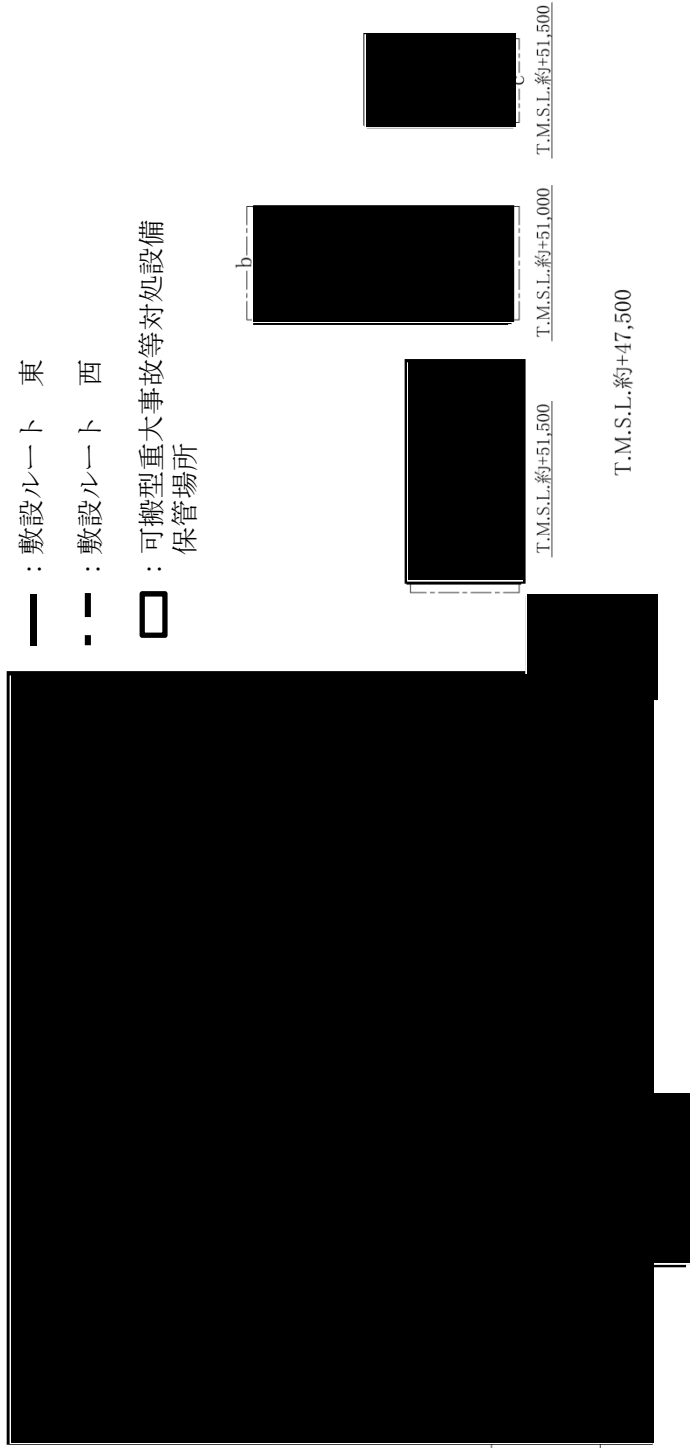 ：敷設ルート　東
：敷設ルート　西
：可搬型重大事故等対処設備
保管場所
b
c
T.M.S.L.約+51,500
T.M.S.L.約+51,000
T.M.S.L.約+51,500
T.M.S.L.約+47,500